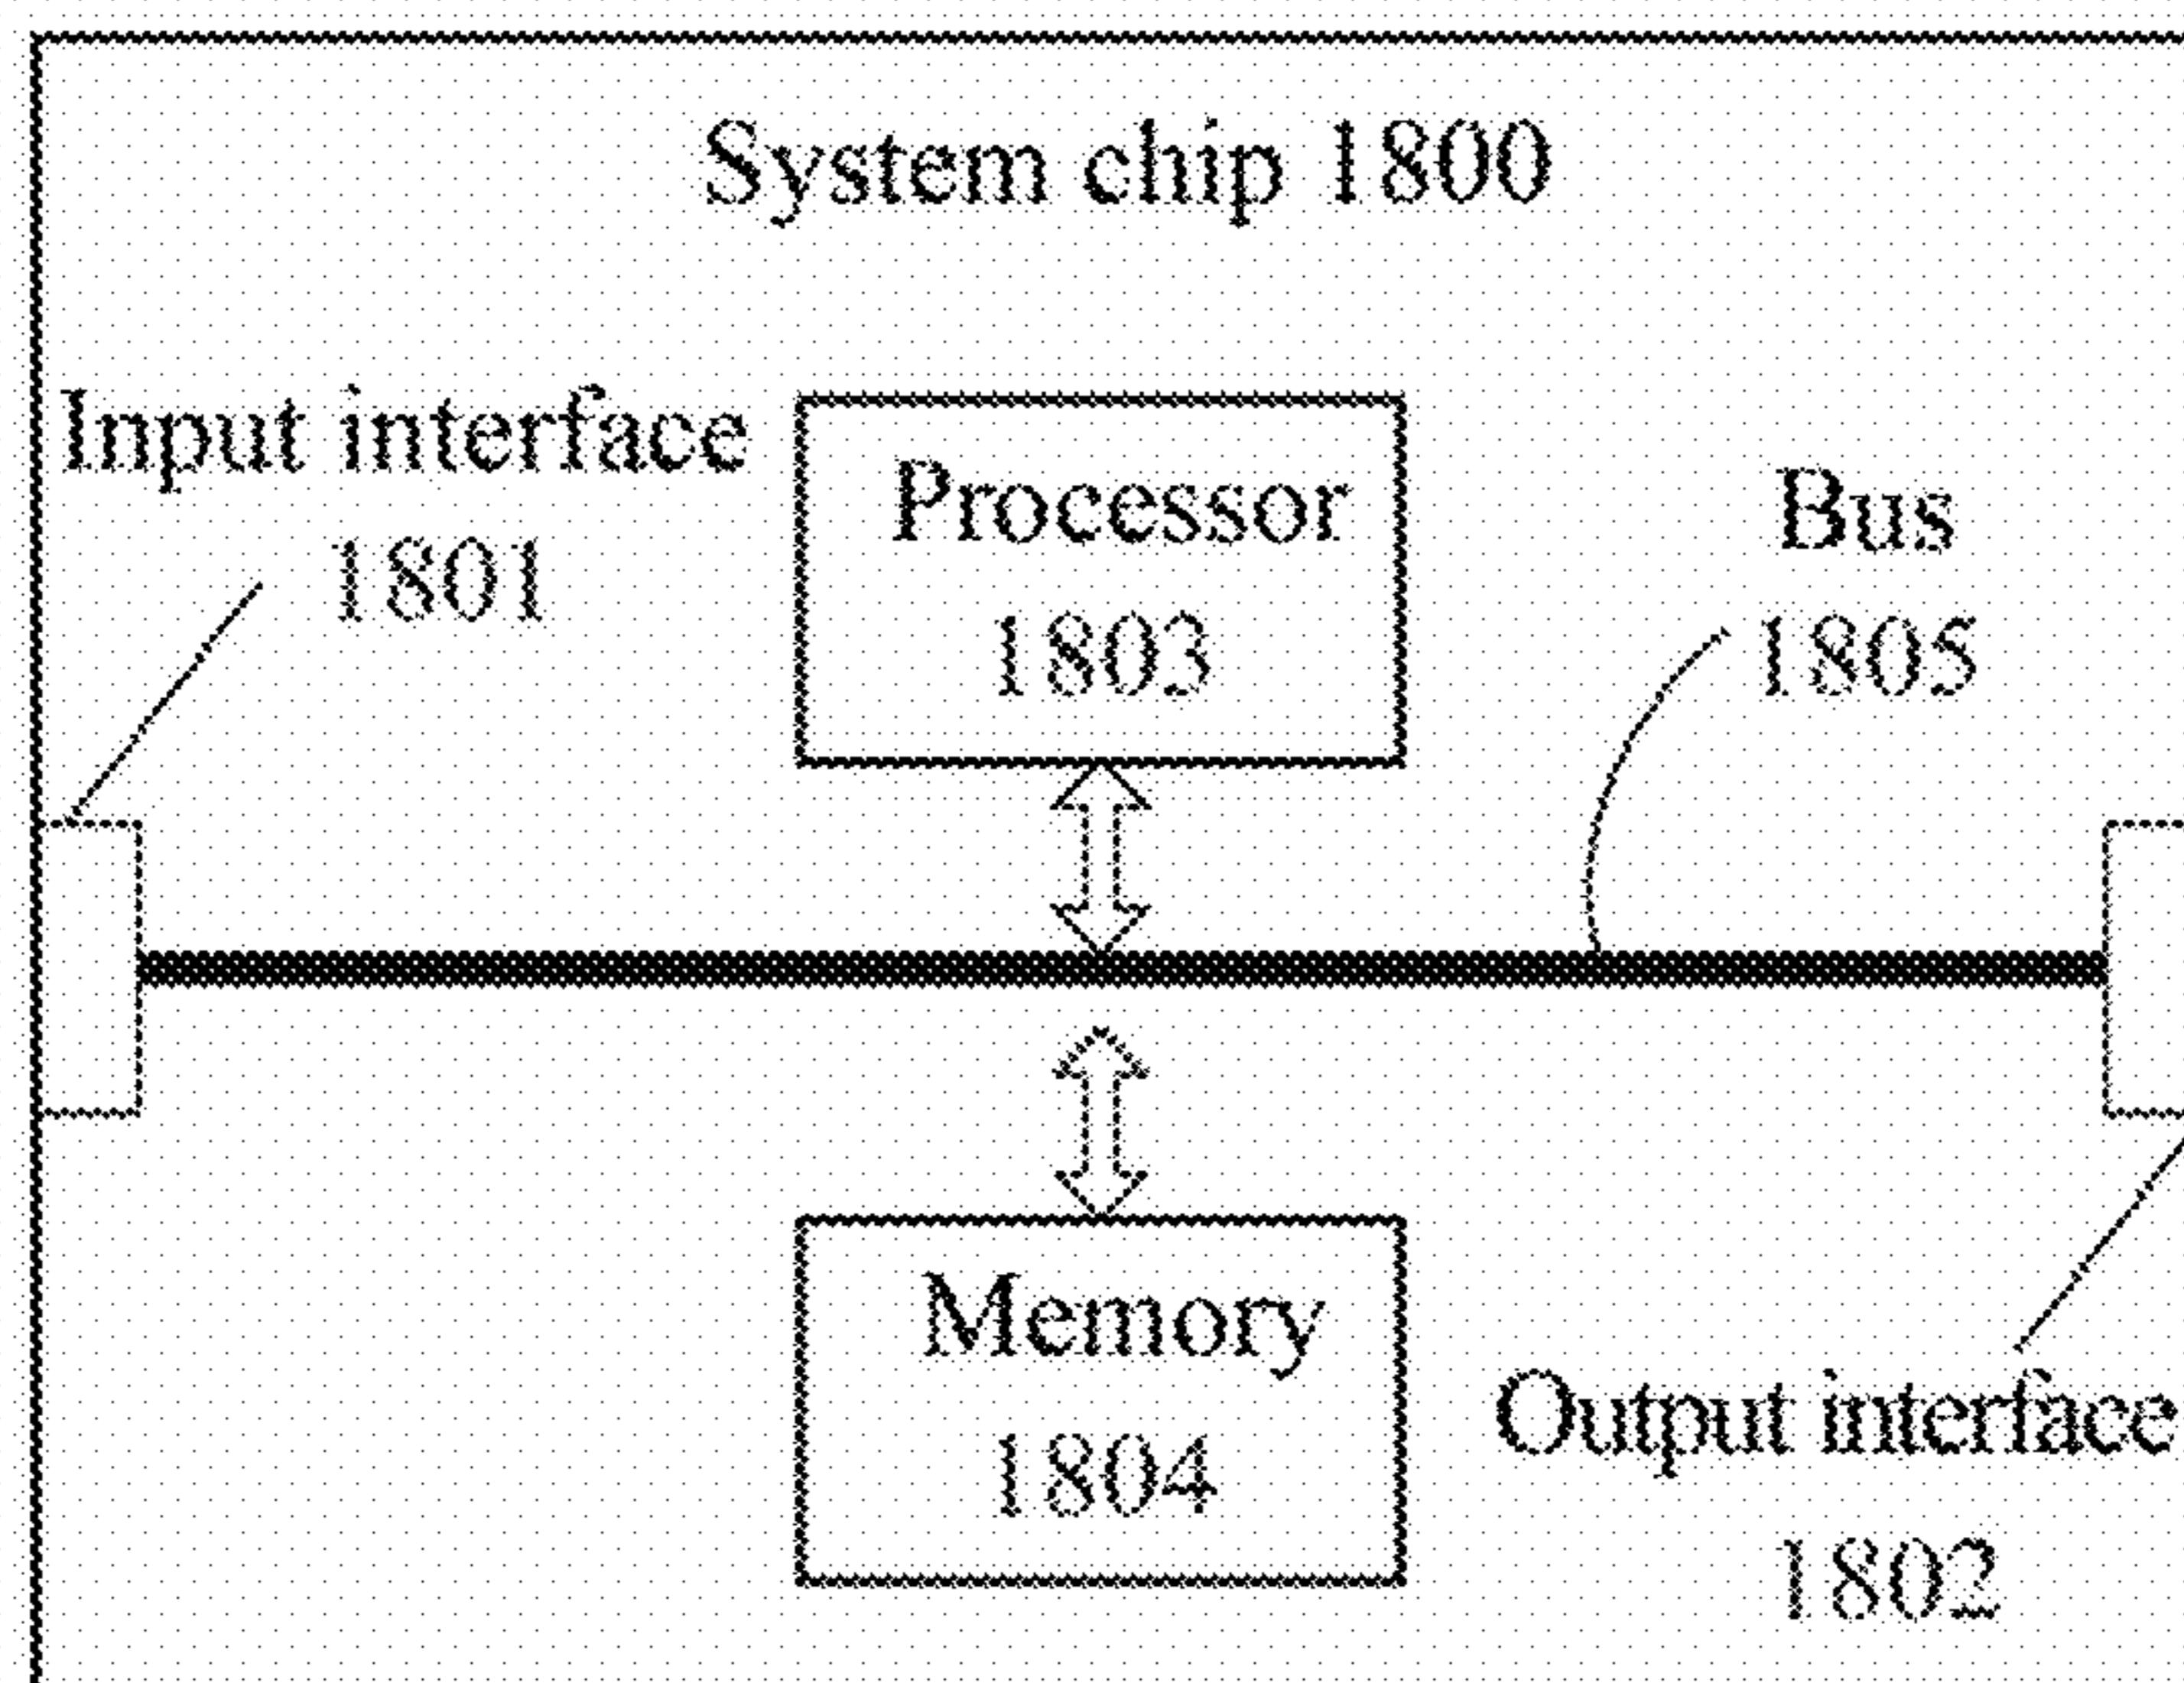 System chip 1800
Input interface
1801
Processor
1803
Bus
1805
Memory
1804
Output interface
1802